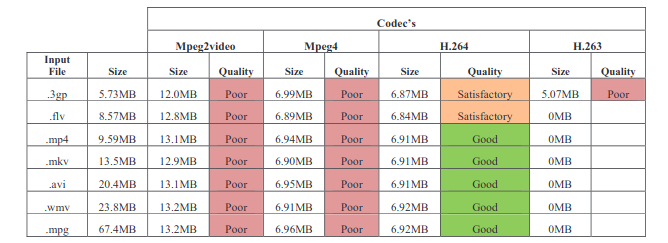 Codec's
Mpeg2video Mpeg4 H.264 H.263
Input File Size Size Quality Size Quality Size Quality Size Quality
.3gp 5.73MB 12.0MB Poor 6.99MB Poor 6.87MB Satisfactory 5.07MB Poor
.flv 8.57MB 12.8MB Poor 6.89MB Poor 6.84MB Satisfactory 0MB
.mp4 9.59MB 13.1MB Poor 6.94MB Poor 6.91MB Good 0MB
.mkv 13.5MB 12.9MB Poor 6.90MB Poor 6.91MB Good 0MB
.avi 20.4MB 13.1MB Poor 6.95MB Poor 6.91MB Good 0MB
.wmv 23.8MB 13.2MB Poor 6.91MB Poor 6.92MB Good 0MB
.mpg 67.4MB 13.2MB Poor 6.96MB Poor 6.92MB Good 0MB